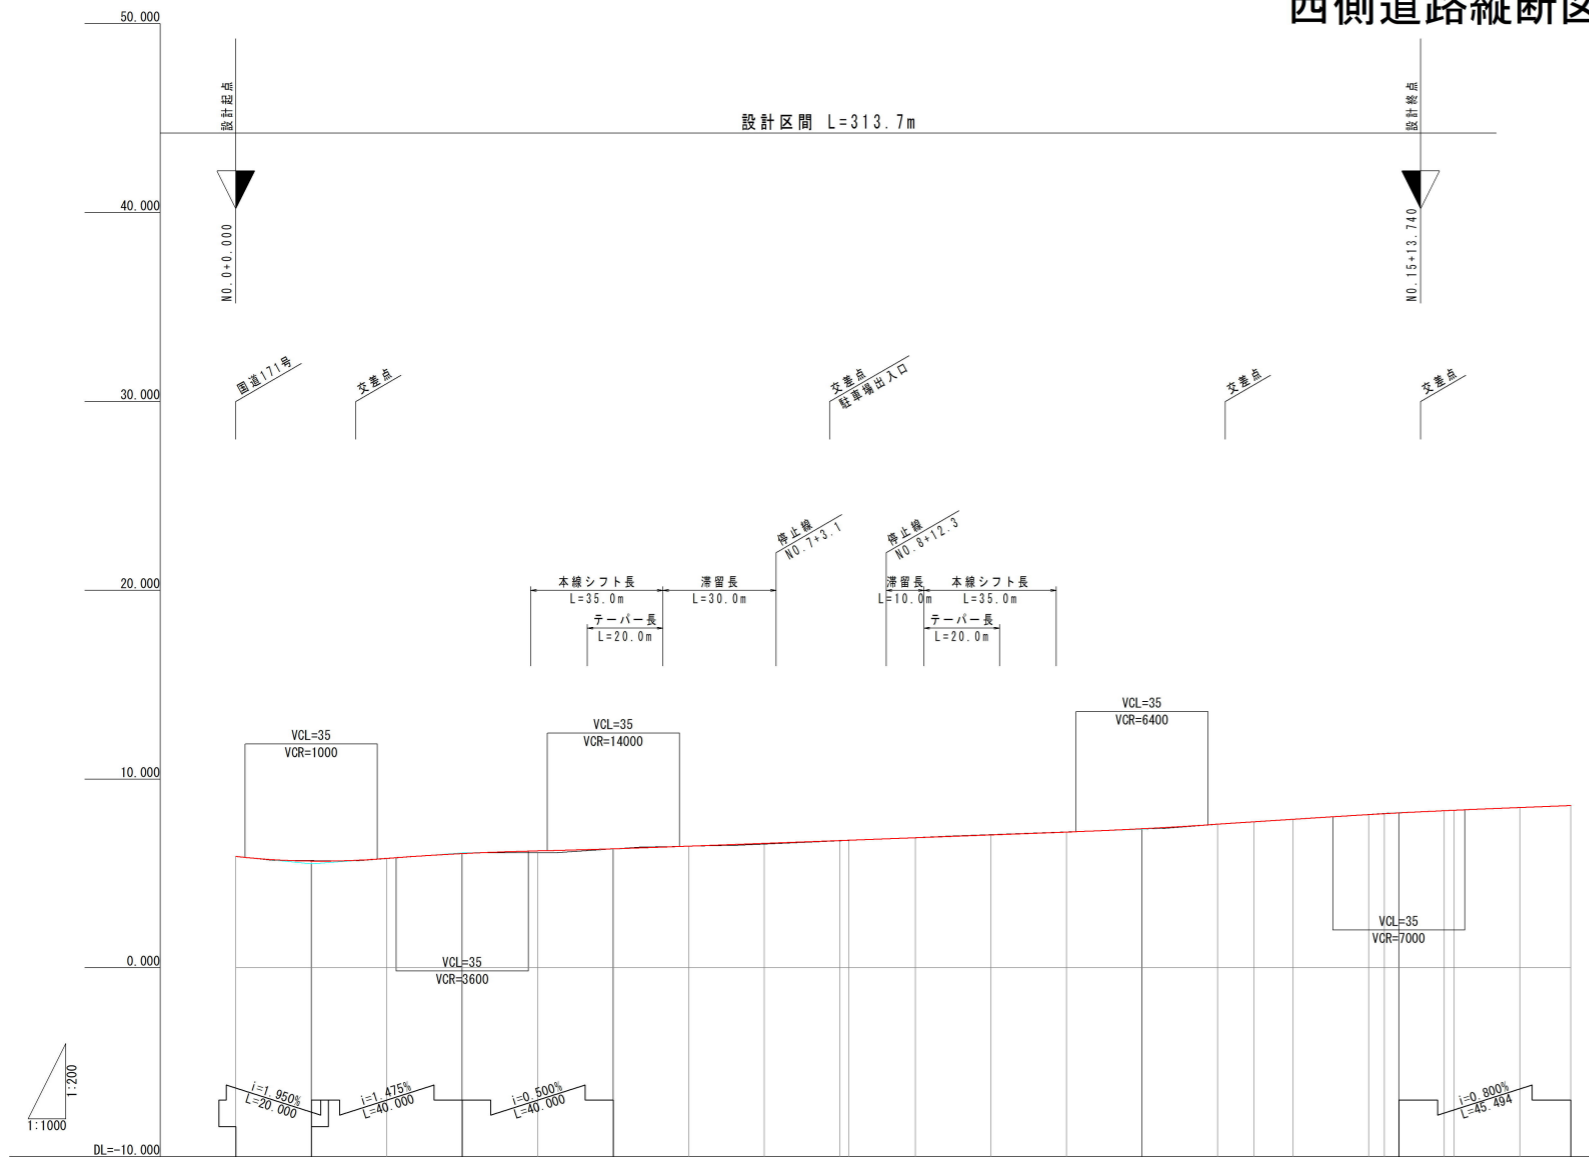 西側道路縦断図
50.000
設計起点
設計区間 L=313.7m
設計終点
40.000
NO.0+0.000
NO.15+13.740
国道171号
交差点
交差点
駐車場出入口
交差点
交差点
30.000
停止線
NO.7+3.1
停止線
NO.8+12.3
20.000
本線シフト長
L=35.0m
滞留長
L=30.0m
滞留長
L=10.0m
本線シフト長
L=35.0m
テーパー長
L=20.0m
テーパー長
L=20.0m
VCL=35
VCR=1000
VCL=35
VCR=14000
VCL=35
VCR=6400
10.000
VCL=35
VCR=7000
0.000
VCL=35
VCR=3600
1:200
1:1000
i=1.950%
L=20.000
i=1.475%
L=40.000
i=0.500%
L=40.000
i=0.800%
L=45.494
DL=-10.000